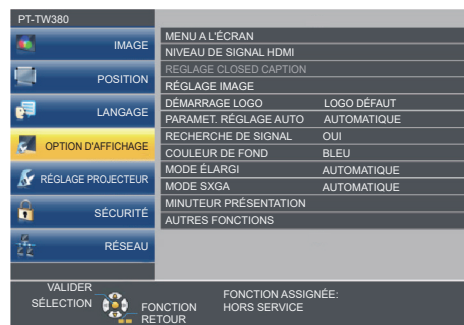 PT-TW380
IMAGE
POSITION
LANGAGE
OPTION D'AFFICHAGE
RÉGLAGE PROJECTEUR
SÉCURITÉ
RÉSEAU
MENU A L'ÉCRAN
NIVEAU DE SIGNAL HDMI
REGLAGE CLOSED CAPTION
RÉGLAGE IMAGE
DÉMARRAGE LOGO LOGO DÉFAUT
PARAMET. RÉGLAGE AUTO AUTOMATIQUE
RECHERCHE DE SIGNAL OUI
COULEUR DE FOND BLEU
MODE ÉLARGI AUTOMATIQUE
MODE SXGA AUTOMATIQUE
MINUTEUR PRÉSENTATION
AUTRES FONCTIONS
VALIDER
SÉLECTION
FONCTION
RETOUR
FONCTION ASSIGNÉE:
HORS SERVICE